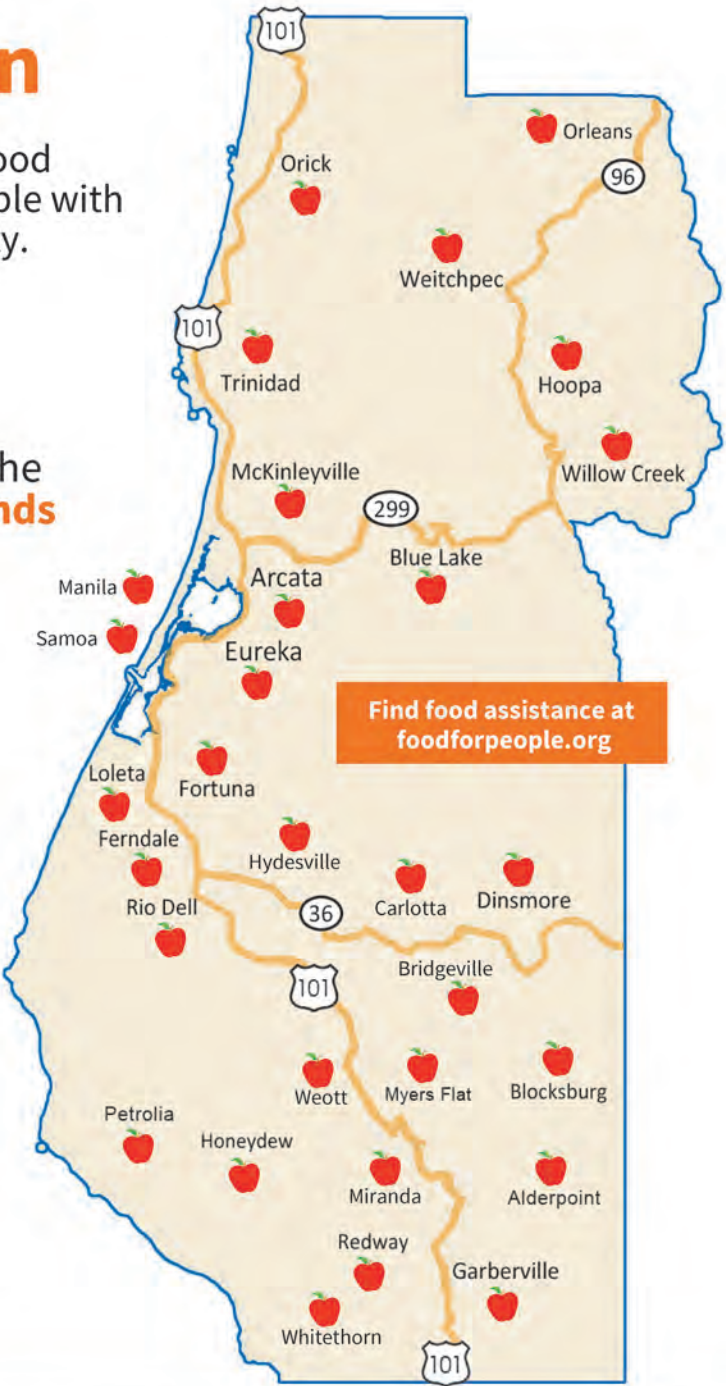 n
ood
ple with
y.
he
nds
101
Orleans
96
Orick
Weitchpec
101
Trinidad
Hoopa
McKinleyville
Willow Creek
299
Blue Lake
Manila
Arcata
Samoa
Eureka
Find food assistance at
foodforpeople.org
Loleta
Fortuna
Ferndale
Hydesville
Rio Dell
Carlotta
Dinsmore
36
Bridgeville
101
Weott
Myers Flat
Blocksburg
Petrolia
Honeydew
Miranda
Alderpoint
Redway
Garberville
Whitethorn
101